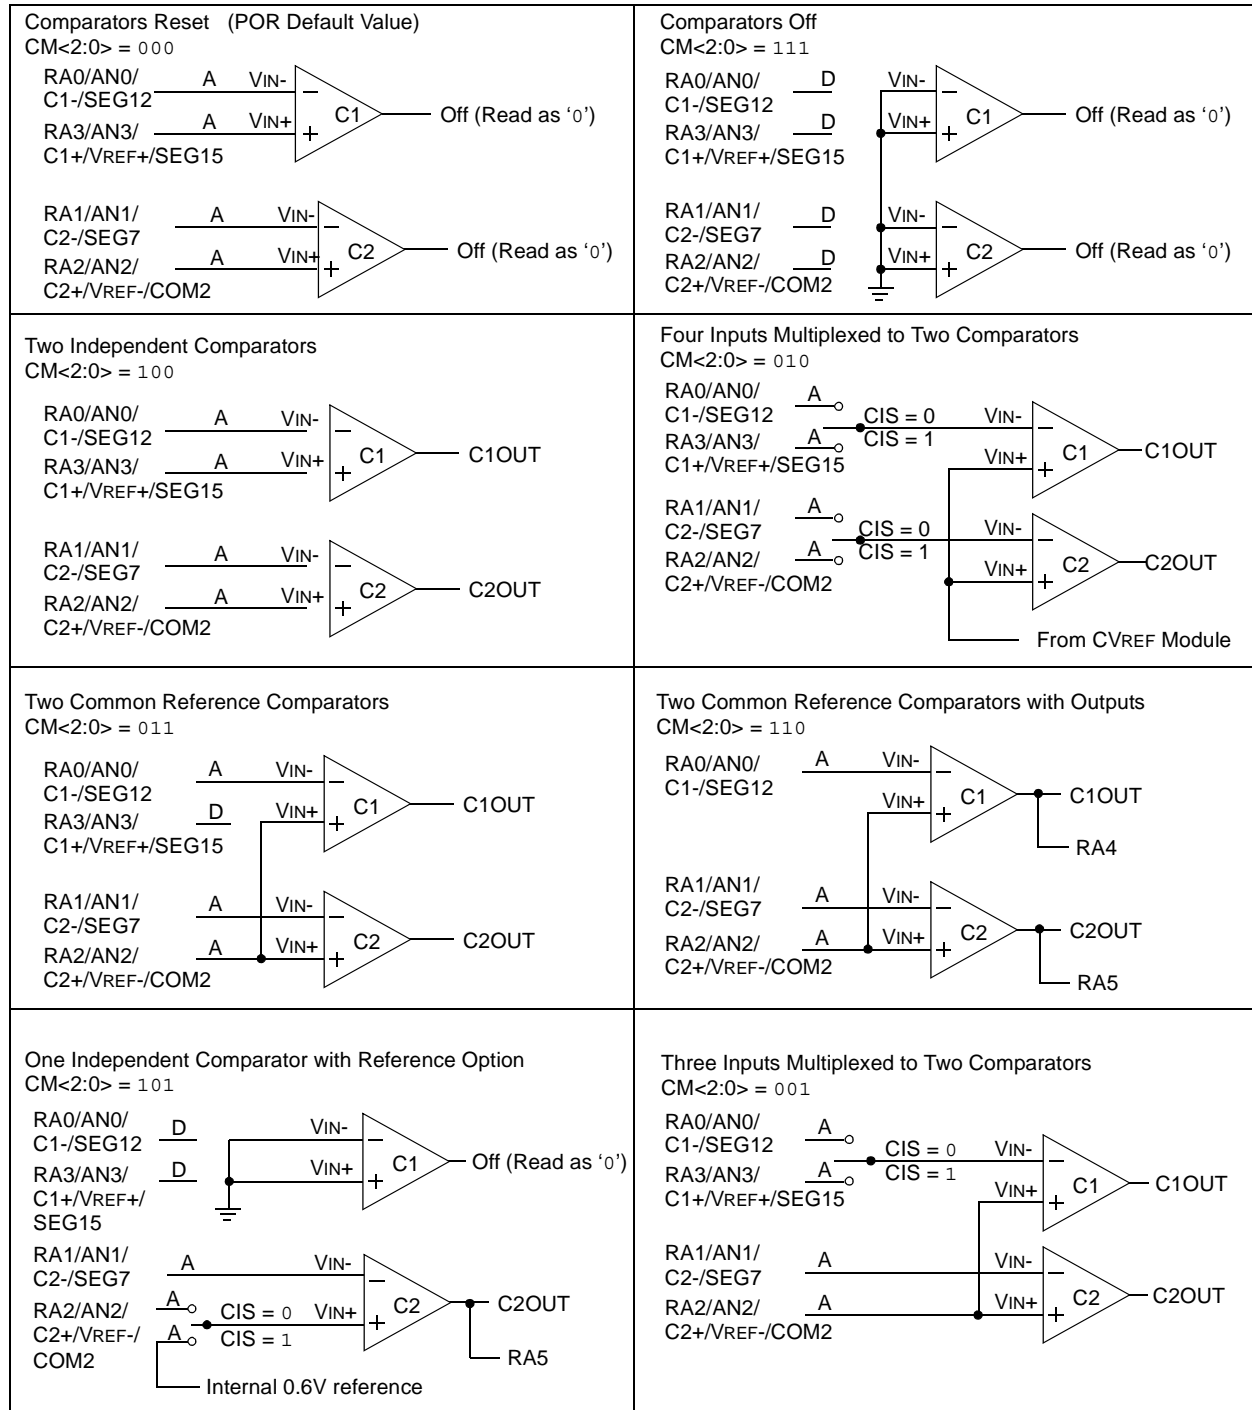 Comparators Reset (POR Default Value)
CM<2:0> = 000
RA0/AN0/
C1-/SEG12
A
VIN-
RA3/AN3/
C1+/VREF+/SEG15
A
VIN+
C1
Off (Read as ‘0’)
RA1/AN1/
C2-/SEG7
A
VIN-
RA2/AN2/
C2+/VREF-/COM2
A
VIN+
C2
Off (Read as ‘0’)
Comparators Off
CM<2:0> = 111
RA0/AN0/
C1-/SEG12
D
VIN-
RA3/AN3/
C1+/VREF+/SEG15
D
VIN+
C1
Off (Read as ‘0’)
RA1/AN1/
C2-/SEG7
D
VIN-
RA2/AN2/
C2+/VREF-/COM2
D
VIN+
C2
Off (Read as ‘0’)
Two Independent Comparators
CM<2:0> = 100
RA0/AN0/
C1-/SEG12
A
VIN-
RA3/AN3/
C1+/VREF+/SEG15
A
VIN+
C1
C1OUT
RA1/AN1/
C2-/SEG7
A
VIN-
RA2/AN2/
C2+/VREF-/COM2
A
VIN+
C2
C2OUT
Four Inputs Multiplexed to Two Comparators
CM<2:0> = 010
RA0/AN0/
C1-/SEG12
A
CIS = 0
VIN-
RA3/AN3/
C1+/VREF+/SEG15
A
CIS = 1
VIN+
C1
C1OUT
RA1/AN1/
C2-/SEG7
A
CIS = 0
VIN-
RA2/AN2/
C2+/VREF-/COM2
A
CIS = 1
VIN+
C2
C2OUT
From CVREF Module
Two Common Reference Comparators
CM<2:0> = 011
RA0/AN0/
C1-/SEG12
A
VIN-
RA3/AN3/
C1+/VREF+/SEG15
D
VIN+
C1
C1OUT
RA1/AN1/
C2-/SEG7
A
VIN-
RA2/AN2/
C2+/VREF-/COM2
A
VIN+
C2
C2OUT
Two Common Reference Comparators with Outputs
CM<2:0> = 110
RA0/AN0/
C1-/SEG12
A
VIN-
VIN+
C1
C1OUT
RA4
RA1/AN1/
C2-/SEG7
A
VIN-
RA2/AN2/
C2+/VREF-/COM2
A
VIN+
C2
C2OUT
RA5
One Independent Comparator with Reference Option
CM<2:0> = 101
RA0/AN0/
C1-/SEG12
D
VIN-
RA3/AN3/
C1+/VREF+/
SEG15
D
VIN+
C1
Off (Read as ‘0’)
RA1/AN1/
C2-/SEG7
A
VIN-
RA2/AN2/
C2+/VREF-/
COM2
A
CIS = 0
VIN+
A
CIS = 1
C2
C2OUT
RA5
Internal 0.6V reference
Three Inputs Multiplexed to Two Comparators
CM<2:0> = 001
RA0/AN0/
C1-/SEG12
A
CIS = 0
VIN-
RA3/AN3/
C1+/VREF+/SEG15
A
CIS = 1
VIN+
C1
C1OUT
RA1/AN1/
C2-/SEG7
A
VIN-
RA2/AN2/
C2+/VREF-/COM2
A
VIN+
C2
C2OUT